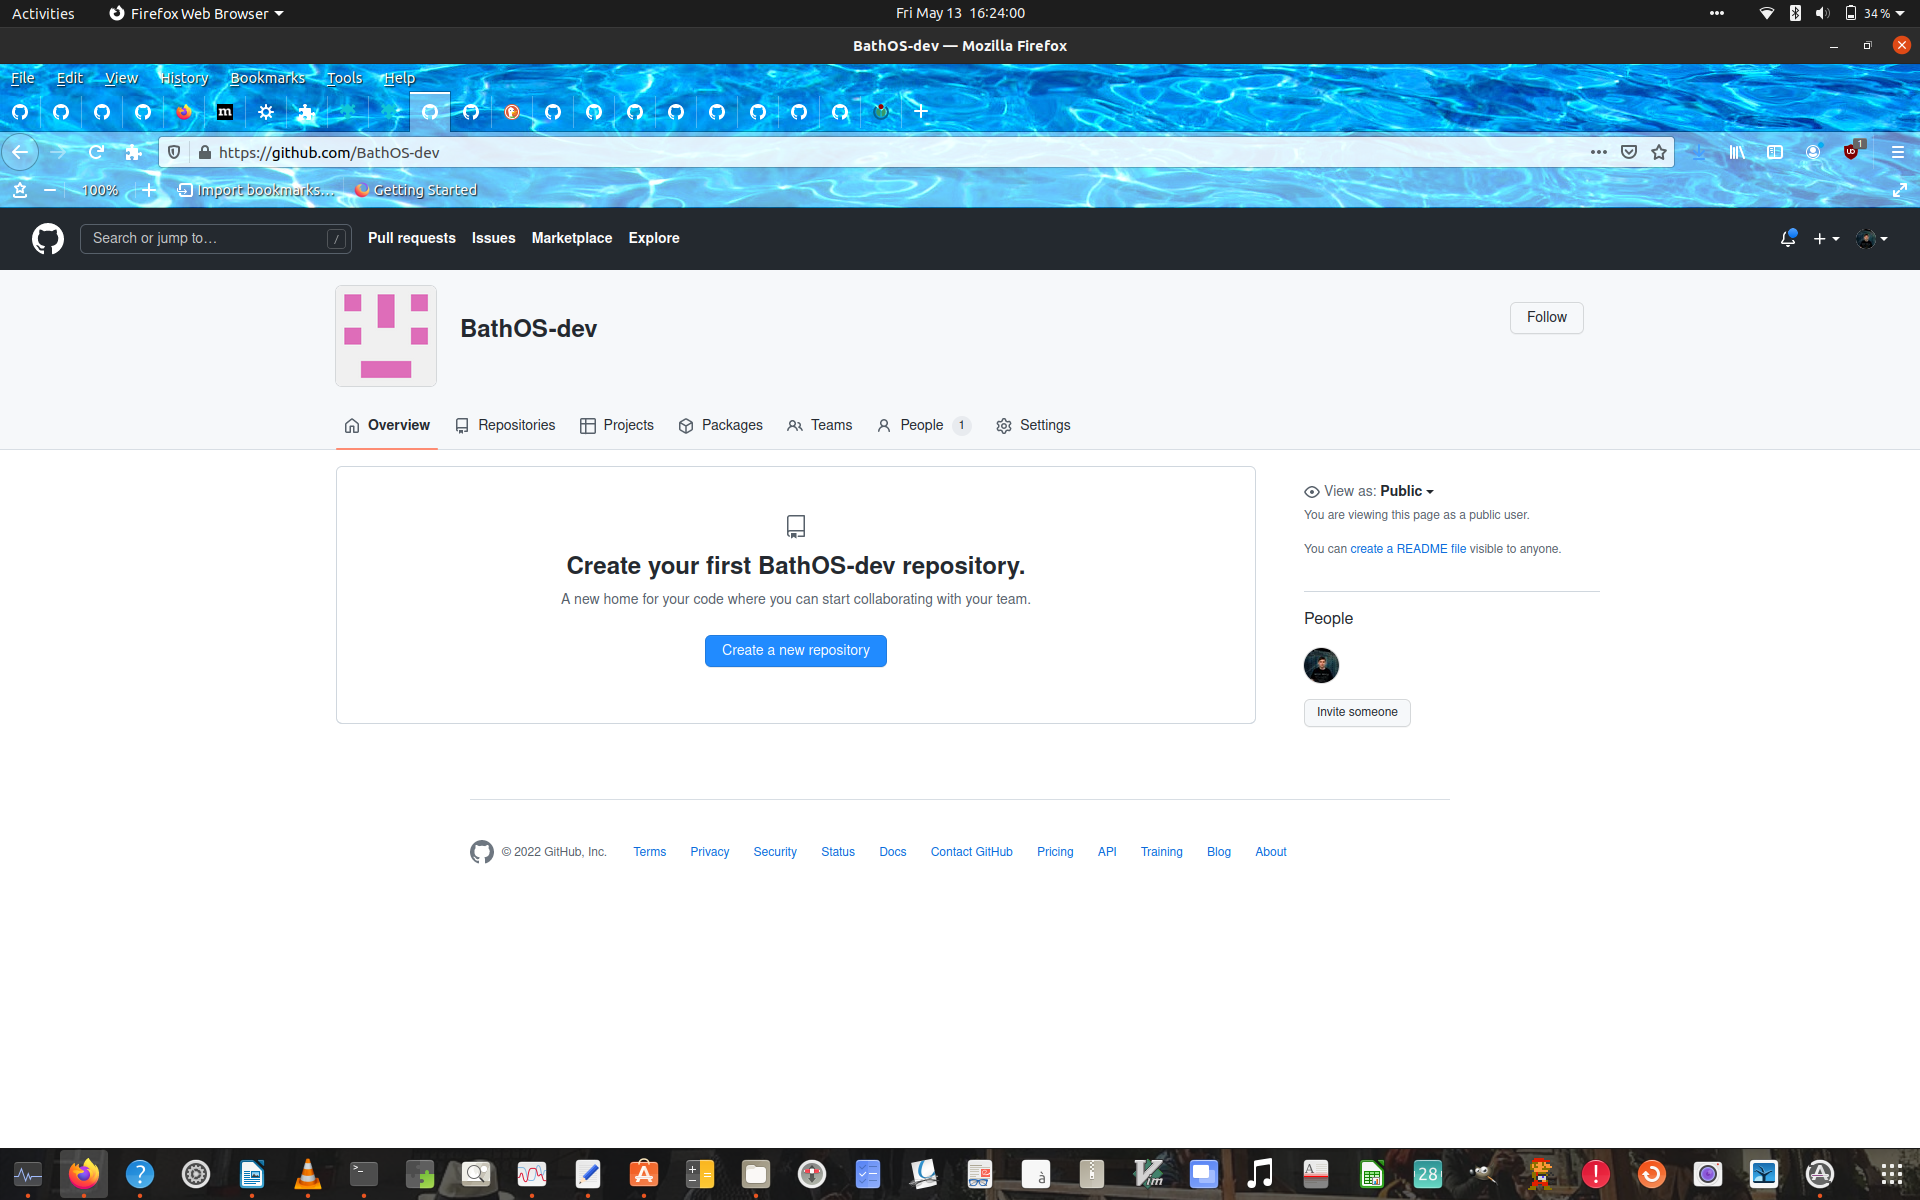 Activities Firefox Web Browser Fri May 13 16:24:00 34 %
BathOS-dev — Mozilla Firefox
File Edit View History Bookmarks Tools Help
m
https://github.com/BathOS-dev 1
100% Import bookmarks… Getting Started
Search or jump to… / Pull requests Issues Marketplace Explore
BathOS-dev
Follow
Overview Repositories Projects Packages Teams People 1 Settings
View as: Public
You are viewing this page as a public user.
You can create a README file visible to anyone.
Create your first BathOS-dev repository.
A new home for your code where you can start collaborating with your team.
Create a new repository
People
Invite someone
© 2022 GitHub, Inc. Terms Privacy Security Status Docs Contact GitHub Pricing API Training Blog About
28